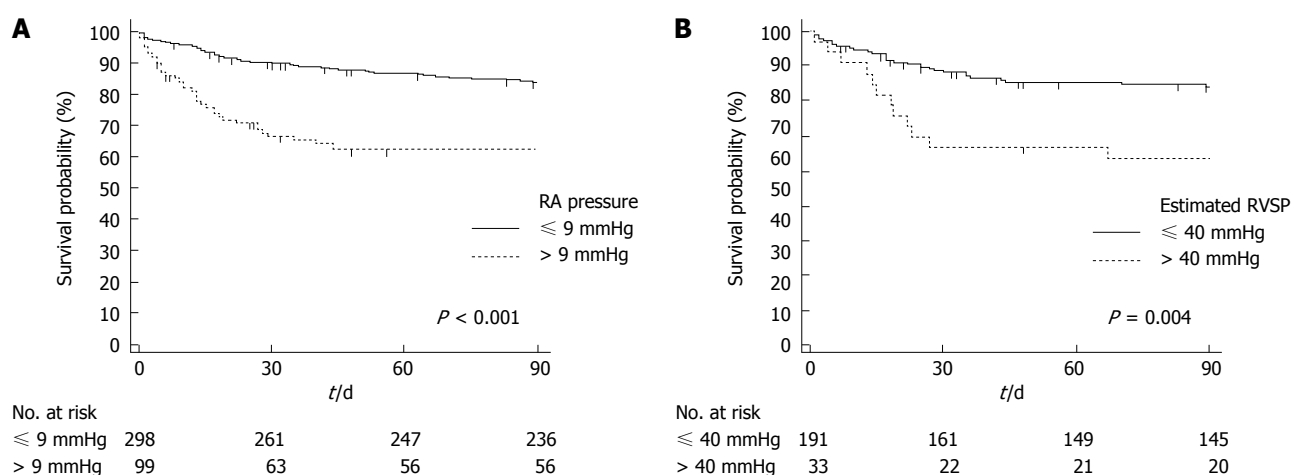 A
Survival probability (%)
100
90
80
70
60
50
40
30
20
10
0
RA pressure
≤ 9 mmHg
> 9 mmHg
P < 0.001
0 30 60 90
t/d
No. at risk
≤ 9 mmHg 298 261 247 236
> 9 mmHg 99 63 56 56
B
Survival probability (%)
100
90
80
70
60
50
40
30
20
10
0
Estimated RVSP
≤ 40 mmHg
> 40 mmHg
P = 0.004
0 30 60 90
t/d
No. at risk
≤ 40 mmHg 191 161 149 145
> 40 mmHg 33 22 21 20